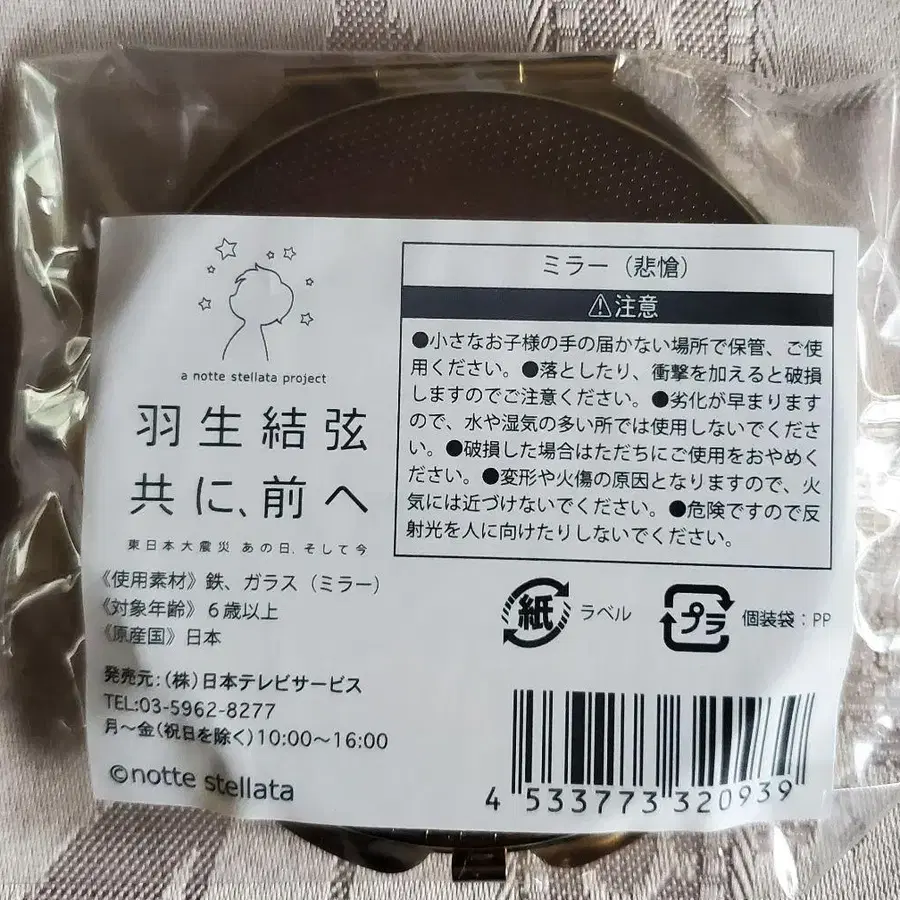 a notte stellata project
羽生結弦
共に、前へ
東日本大震災 あの日、そして今
《使用素材》鉄、ガラス（ミラー）
《対象年齢》６歳以上
《原産国》日本
発売元：（株）日本テレビサービス
TEL:03-5962-8277
月～金（祝日を除く）10:00～16:00
©notte stellata
ミラー（悲愴）
⚠注意
●小さなお子様の手の届かない場所で保管、ご使
用ください。●落としたり、衝撃を加えると破損
しますのでご注意ください。●劣化が早まります
ので、水や湿気の多い所では使用しないでくださ
い。●破損した場合はただちにご使用をおやめく
ださい。●変形や火傷の原因となりますので、火
気には近づけないでください。●危険ですので反
射光を人に向けたりしないでください。
紙 ラベル
プラ 個装袋：PP
4 533773 320939